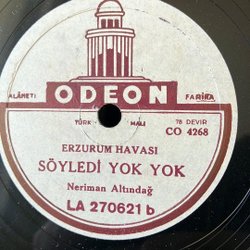 ALÂMETİ FARİKA
ODEON
TÜRK MALI
78 DEVİR
CO 4268
ERZURUM HAVASI
SÖYLEDİ YOK YOK
Neriman Altındağ
LA 270621 b